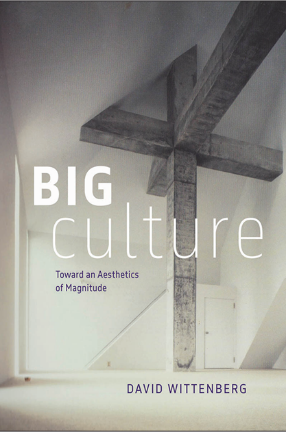 BIG
culture
Toward an Aesthetics
of Magnitude
DAVID WITTENBERG